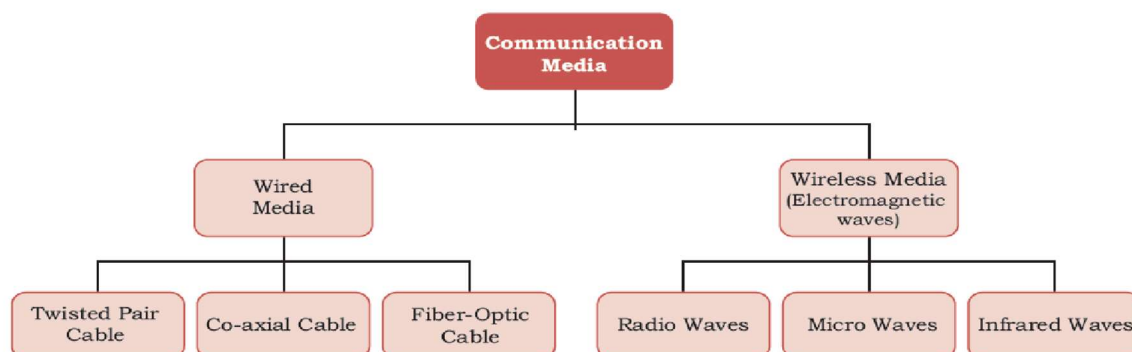 Communication
Media
Wired
Media
Wireless Media
(Electromagnetic
waves)
Twisted Pair
Cable
Co-axial Cable
Fiber-Optic
Cable
Radio Waves
Micro Waves
Infrared Waves